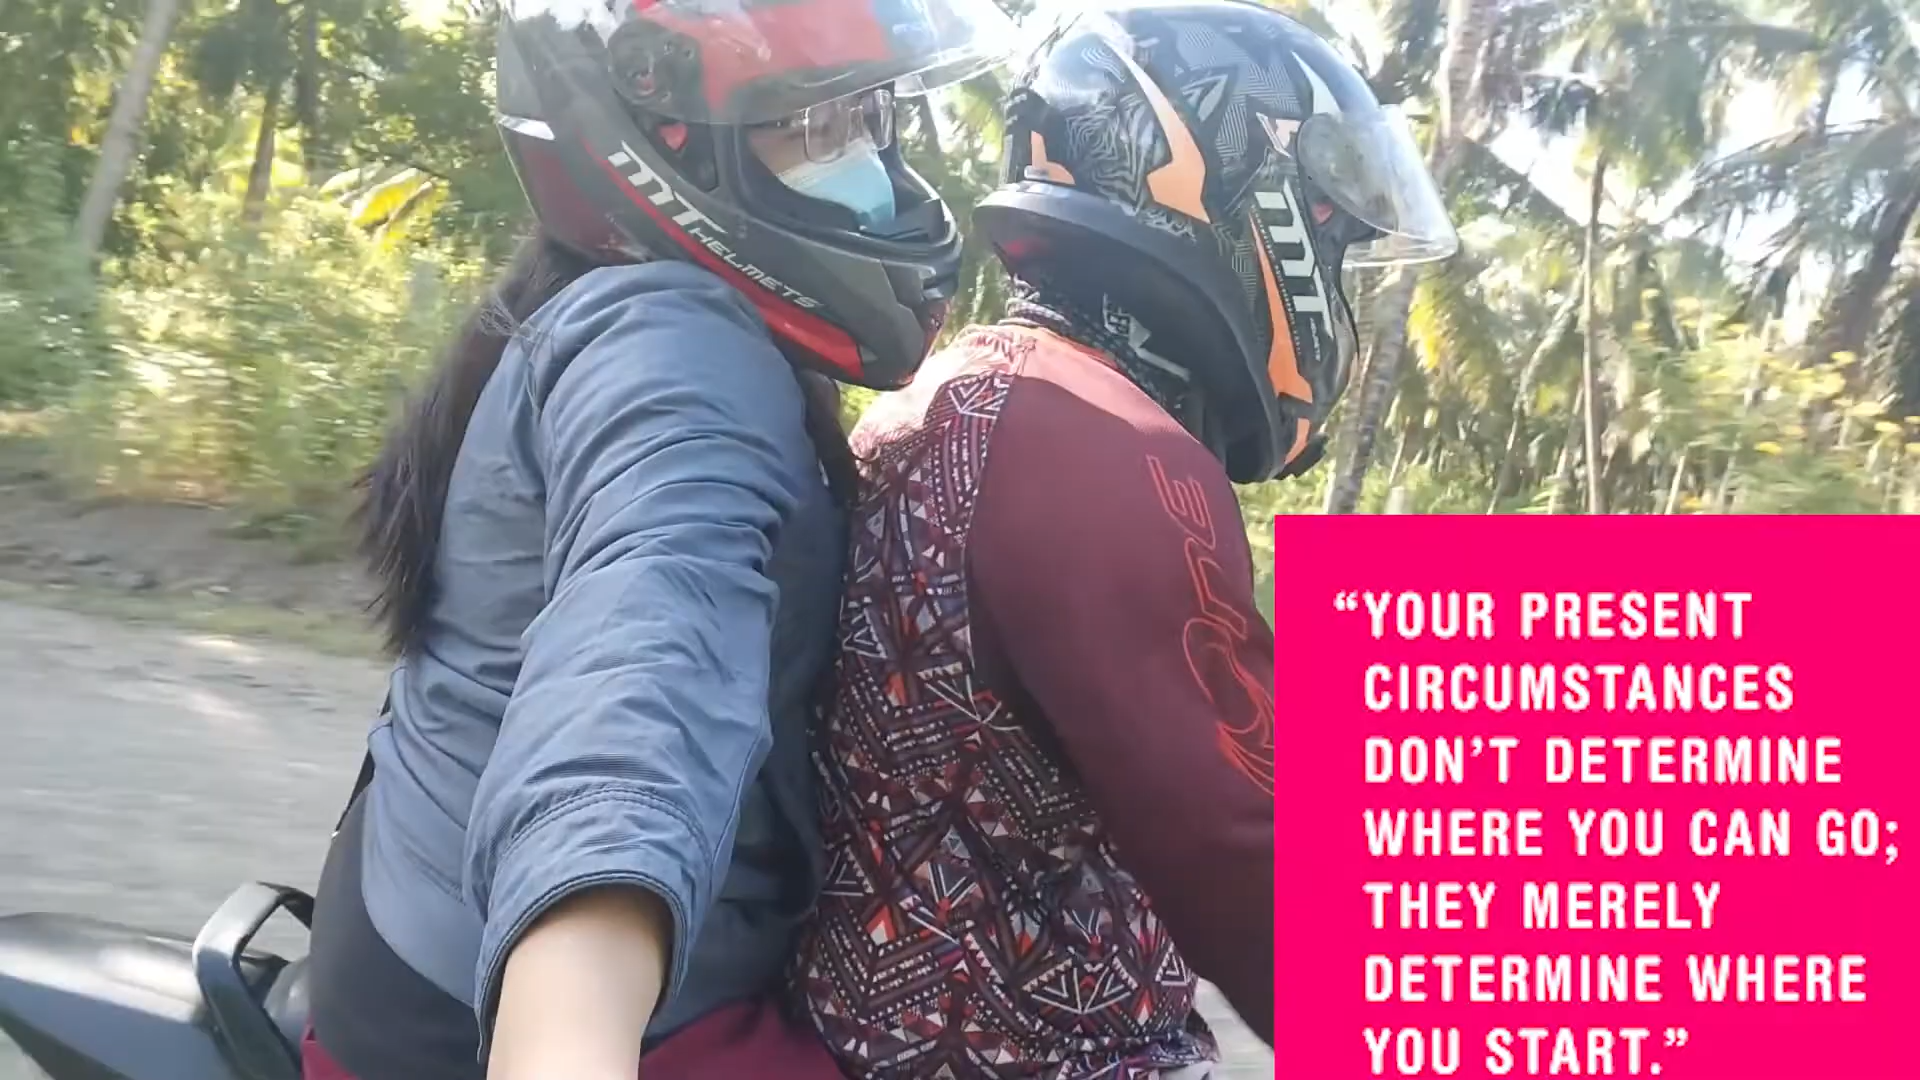 MT HELMETS
MT
“YOUR PRESENT
CIRCUMSTANCES
DON’T DETERMINE
WHERE YOU CAN GO;
THEY MERELY
DETERMINE WHERE
YOU START.”